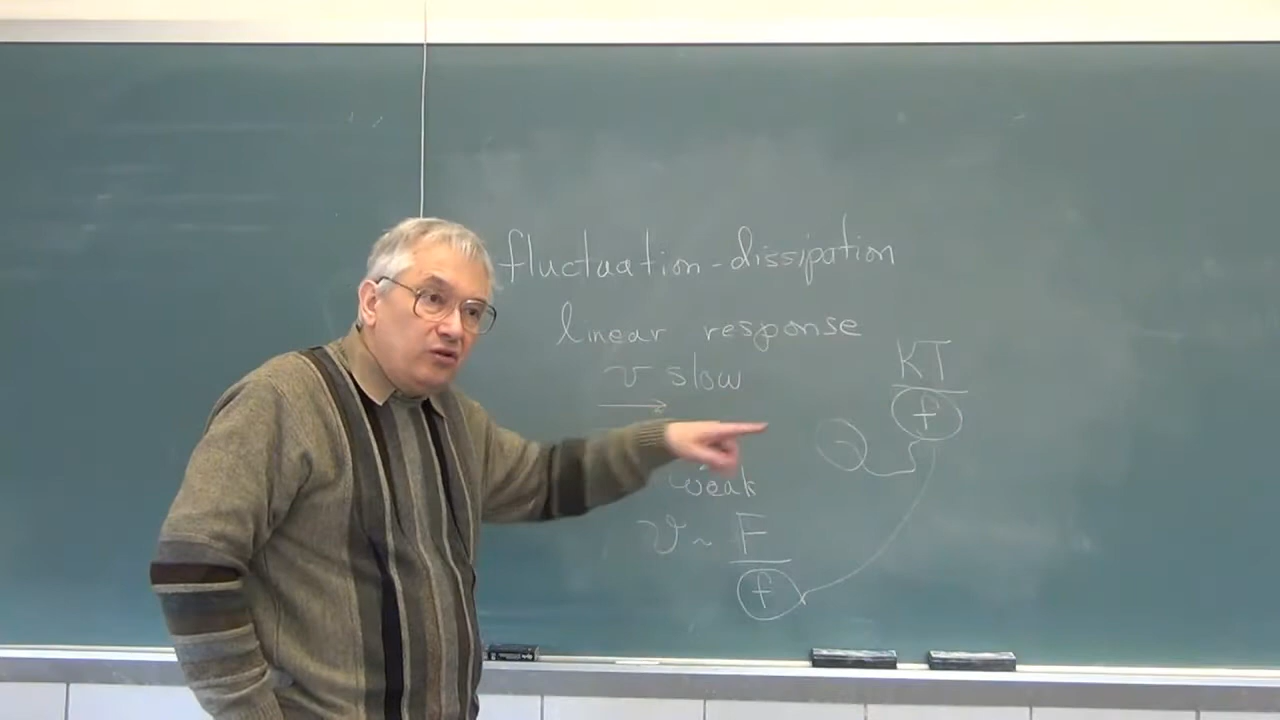 fluctuation-dissipation
linear response
v slow
KT
f
weak
v ~ F
f